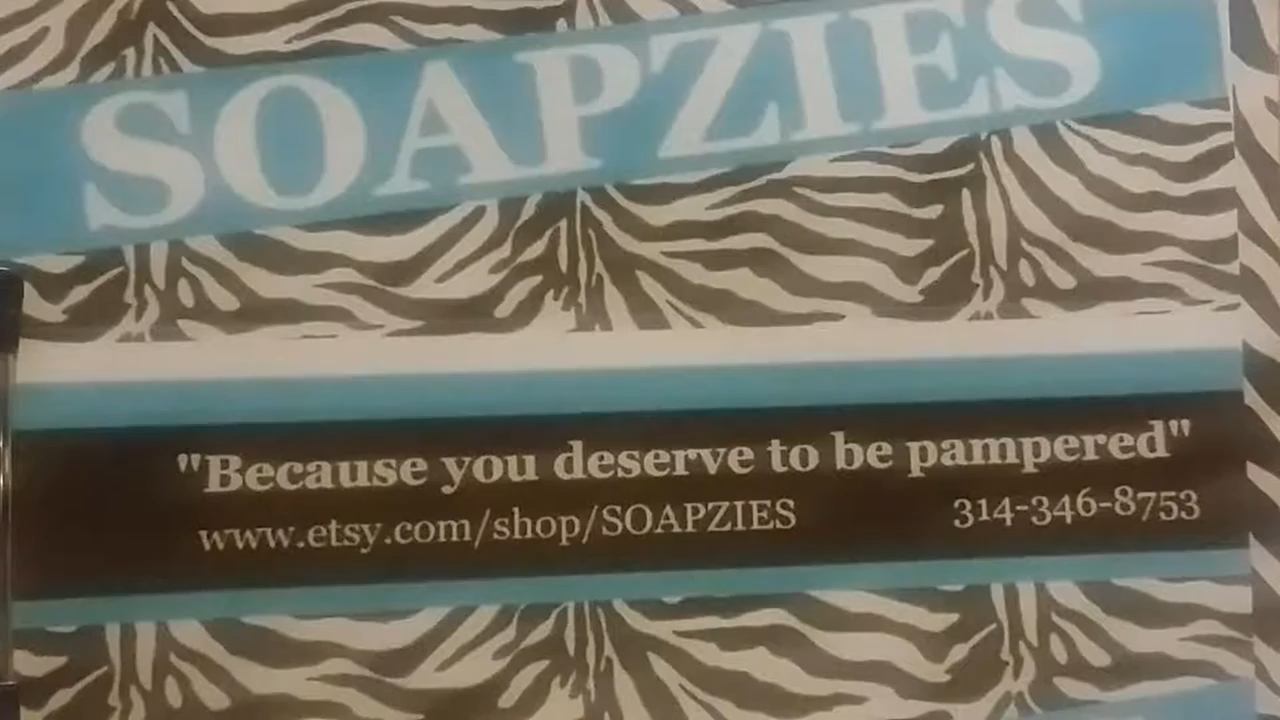 SOAPZIES
"Because you deserve to be pampered"
www.etsy.com/shop/SOAPZIES 314-346-8753